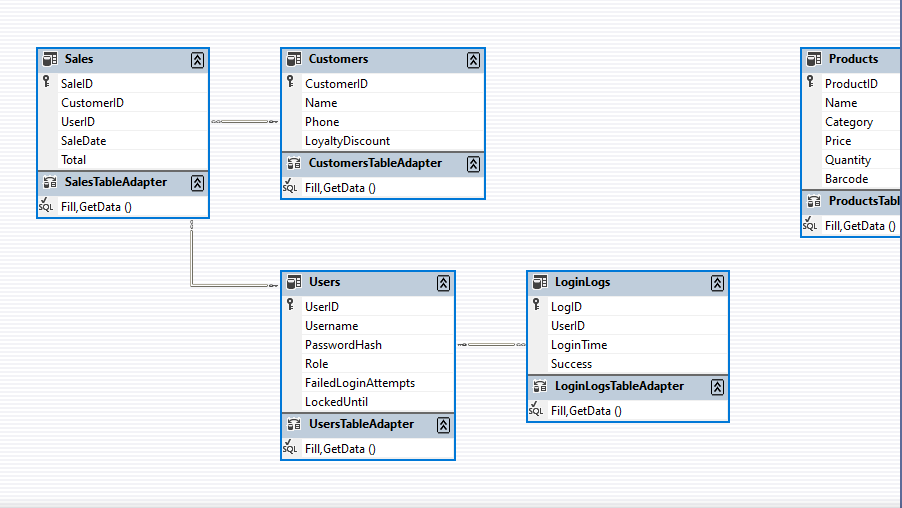 Sales
SaleID
CustomerID
UserID
SaleDate
Total
SalesTableAdapter
SQL Fill,GetData ()
Customers
CustomerID
Name
Phone
LoyaltyDiscount
CustomersTableAdapter
SQL Fill,GetData ()
Products
ProductID
Name
Category
Price
Quantity
Barcode
ProductsTabl
SQL Fill,GetData ()
Users
UserID
Username
PasswordHash
Role
FailedLoginAttempts
LockedUntil
UsersTableAdapter
SQL Fill,GetData ()
LoginLogs
LogID
UserID
LoginTime
Success
LoginLogsTableAdapter
SQL Fill,GetData ()